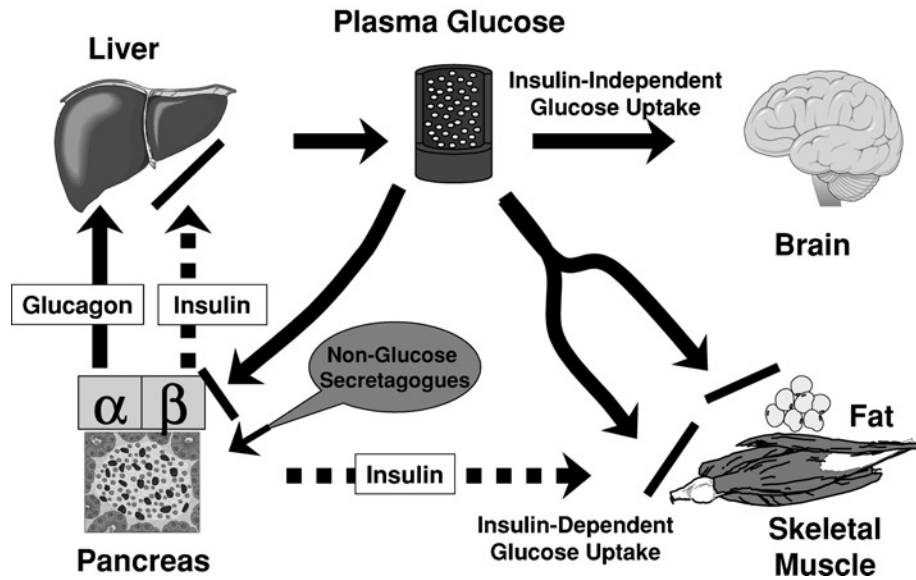 Plasma Glucose
Liver
Insulin-Independent
Glucose Uptake
Brain
Glucagon
Insulin
Non-Glucose
Secretagogues
α
β
Fat
Insulin
Pancreas
Insulin-Dependent
Glucose Uptake
Skeletal
Muscle